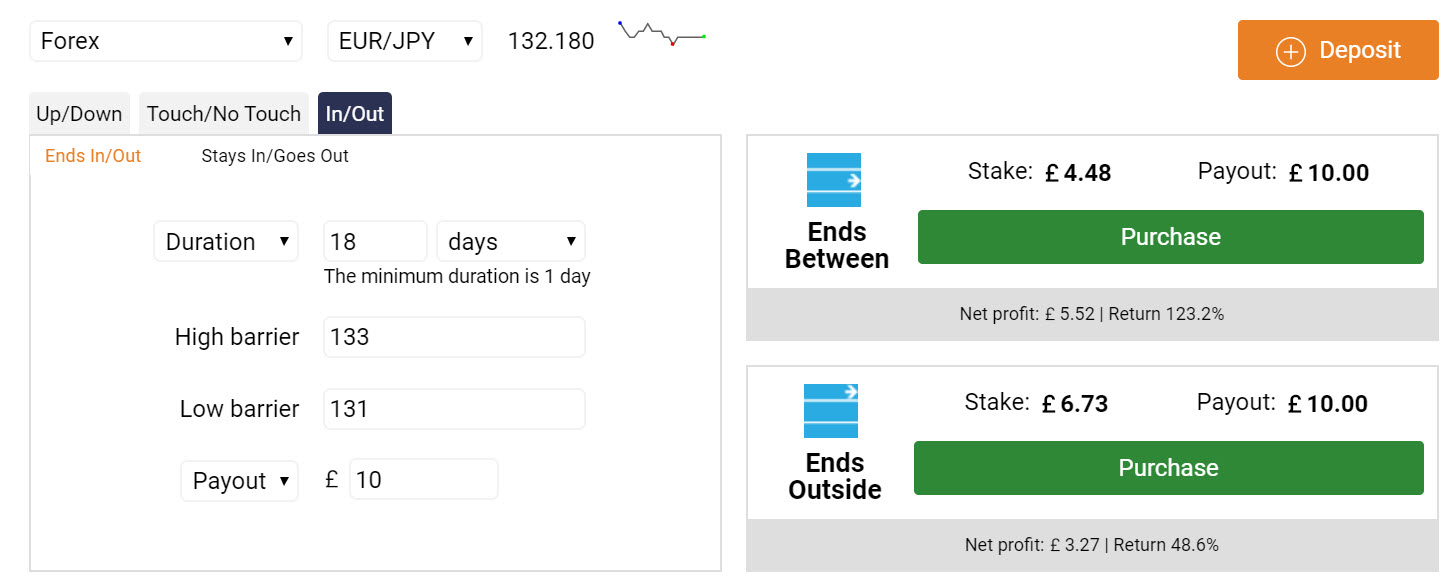 Forex
EUR/JPY
132.180
Deposit
Up/Down
Touch/No Touch
In/Out
Ends In/Out
Stays In/Goes Out
Duration
18
days
The minimum duration is 1 day
High barrier
133
Low barrier
131
Payout
£
10
Ends
Between
Stake: £ 4.48
Payout: £ 10.00
Purchase
Net profit: £ 5.52 | Return 123.2%
Ends
Outside
Stake: £ 6.73
Payout: £ 10.00
Purchase
Net profit: £ 3.27 | Return 48.6%